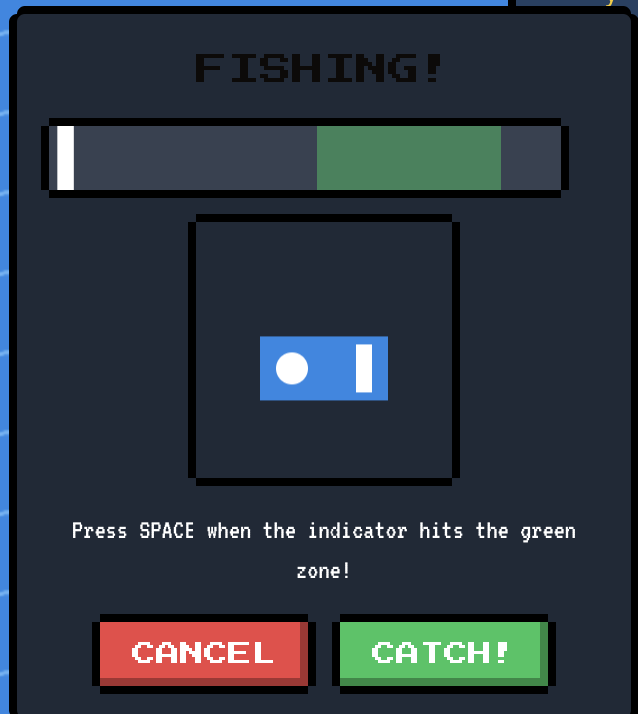 FISHING!
Press SPACE when the indicator hits the green
zone!
CANCEL
CATCH!